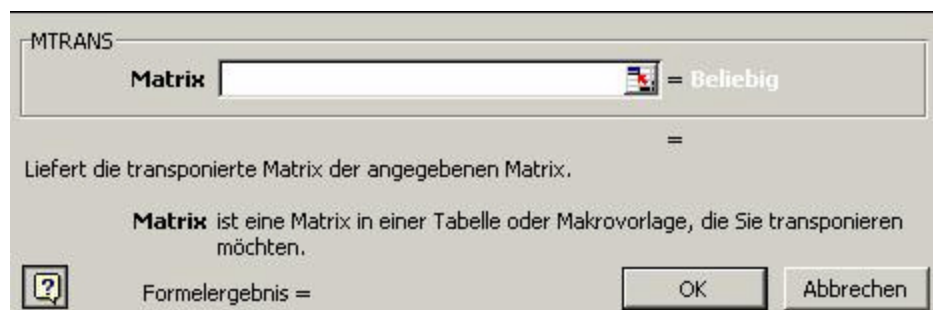 MTRANS
Matrix = Beliebig
=
Liefert die transponierte Matrix der angegebenen Matrix.
Matrix ist eine Matrix in einer Tabelle oder Makrovorlage, die Sie transponieren
möchten.
? Formelergebnis = OK Abbrechen